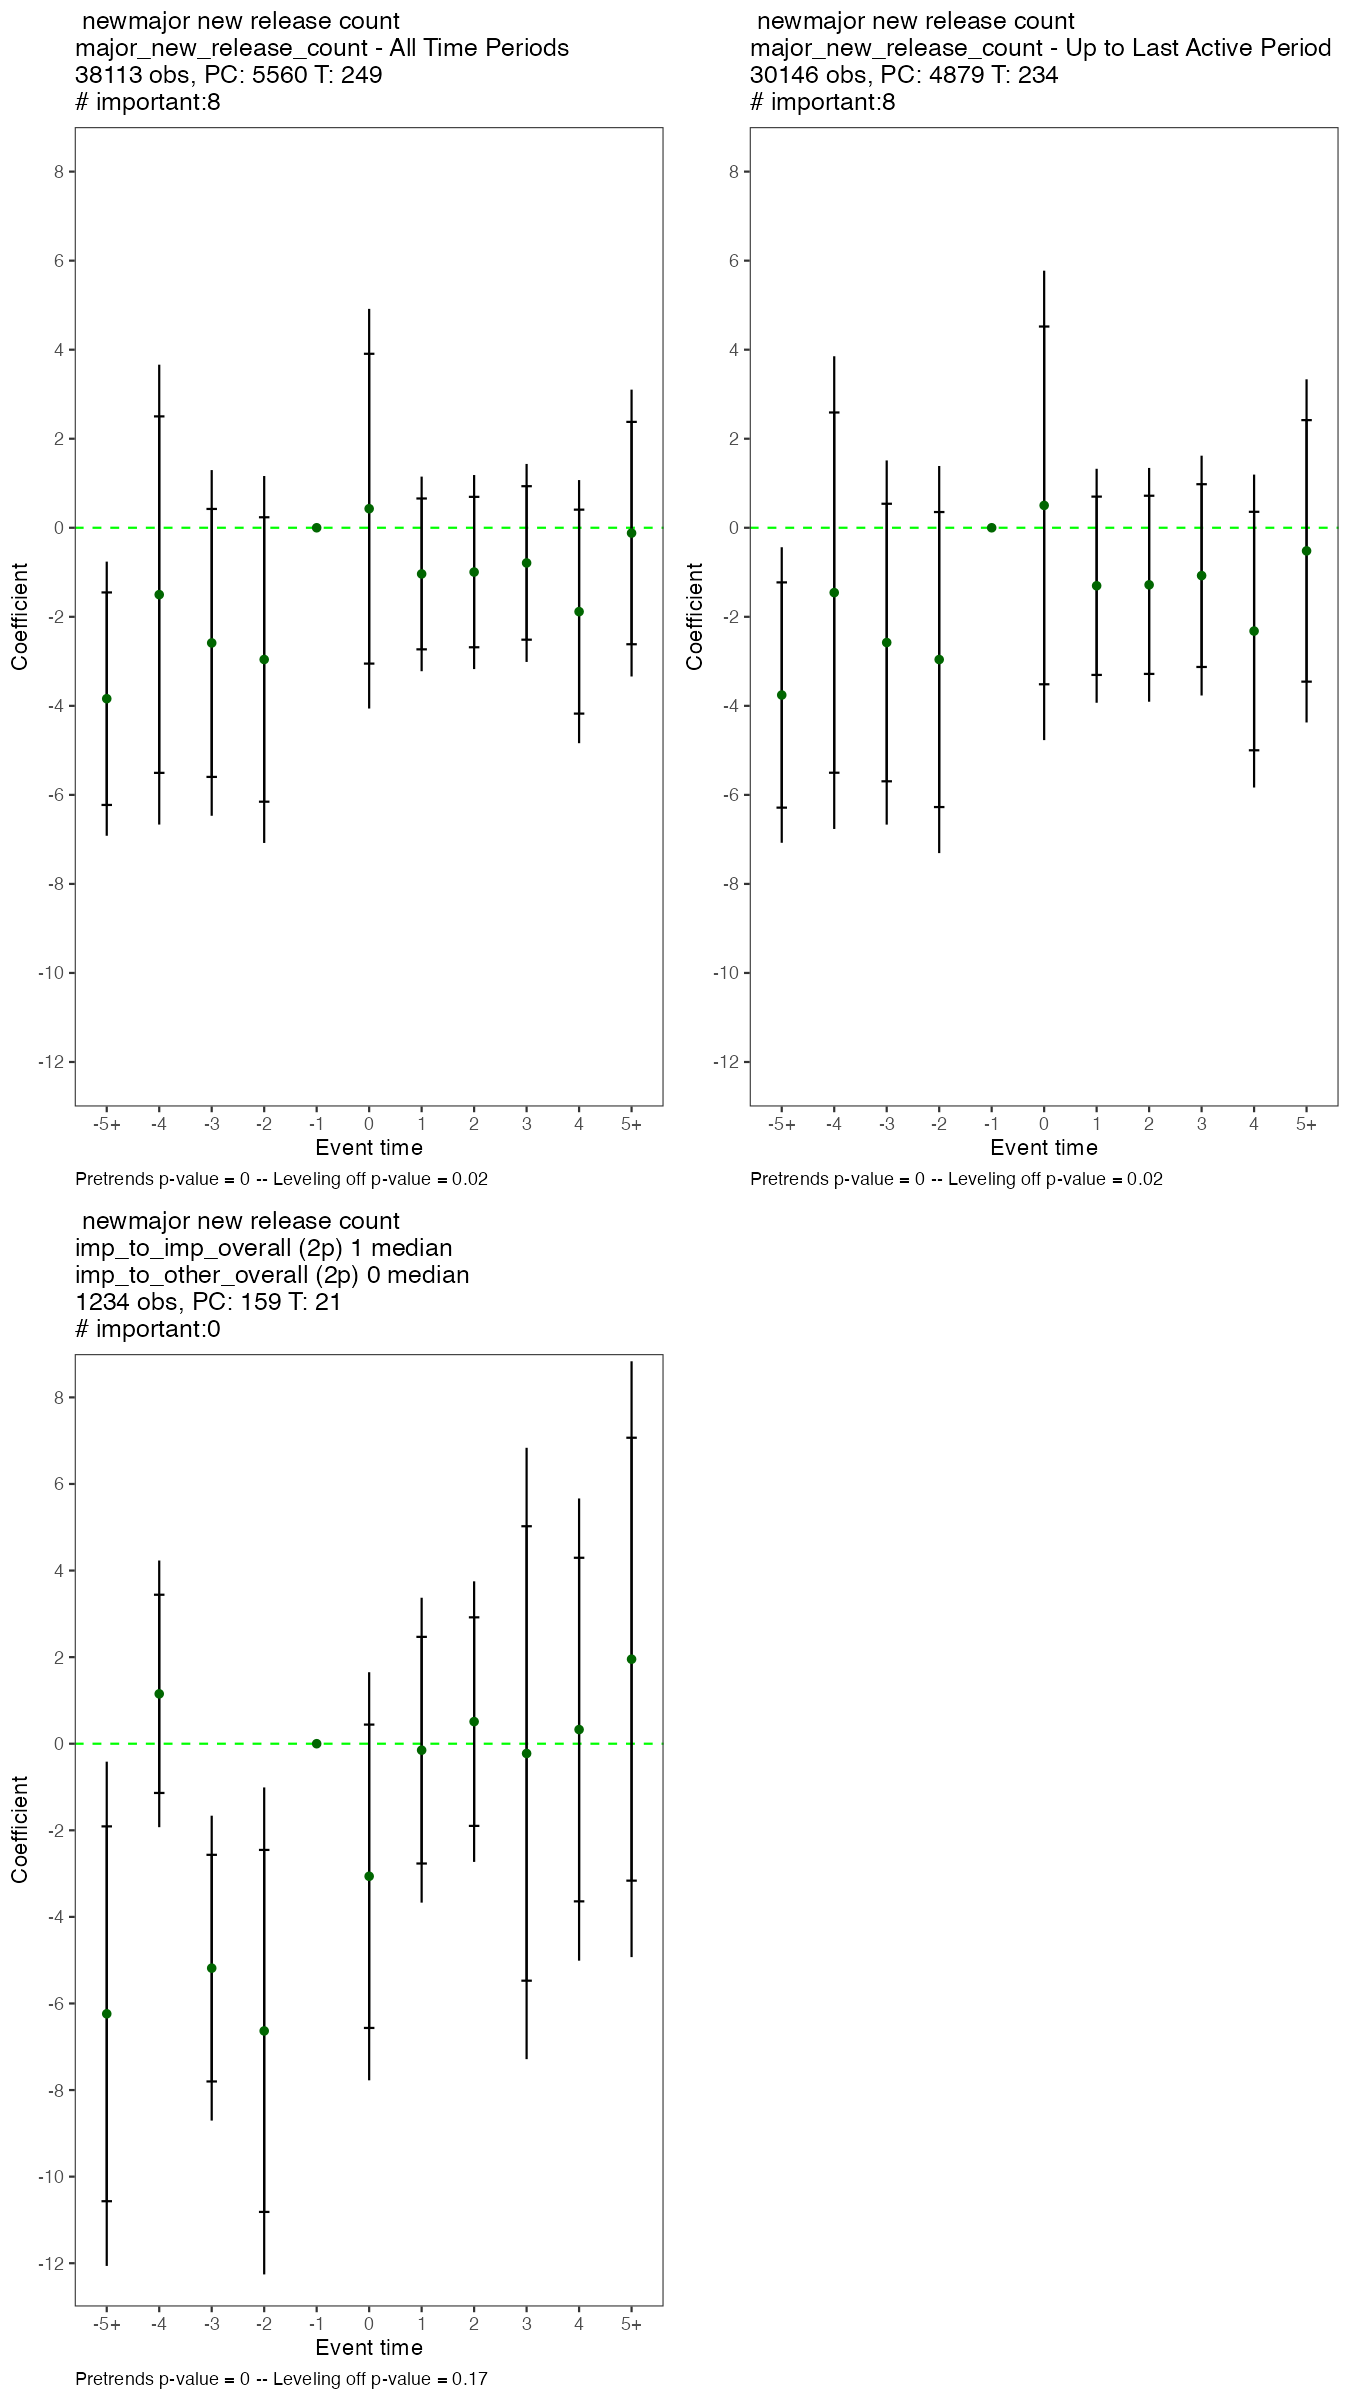 newmajor new release count
major_new_release_count - All Time Periods
38113 obs, PC: 5560 T: 249
# important:8
8
6
4
2
0
-2
-4
-6
-8
-10
-12
Coefficient
-5+ -4 -3 -2 -1 0 1 2 3 4 5+
Event time
Pretrends p-value = 0 -- Leveling off p-value = 0.02
newmajor new release count
major_new_release_count - Up to Last Active Period
30146 obs, PC: 4879 T: 234
# important:8
8
6
4
2
0
-2
-4
-6
-8
-10
-12
Coefficient
-5+ -4 -3 -2 -1 0 1 2 3 4 5+
Event time
Pretrends p-value = 0 -- Leveling off p-value = 0.02
newmajor new release count
imp_to_imp_overall (2p) 1 median
imp_to_other_overall (2p) 0 median
1234 obs, PC: 159 T: 21
# important:0
8
6
4
2
0
-2
-4
-6
-8
-10
-12
Coefficient
-5+ -4 -3 -2 -1 0 1 2 3 4 5+
Event time
Pretrends p-value = 0 -- Leveling off p-value = 0.17